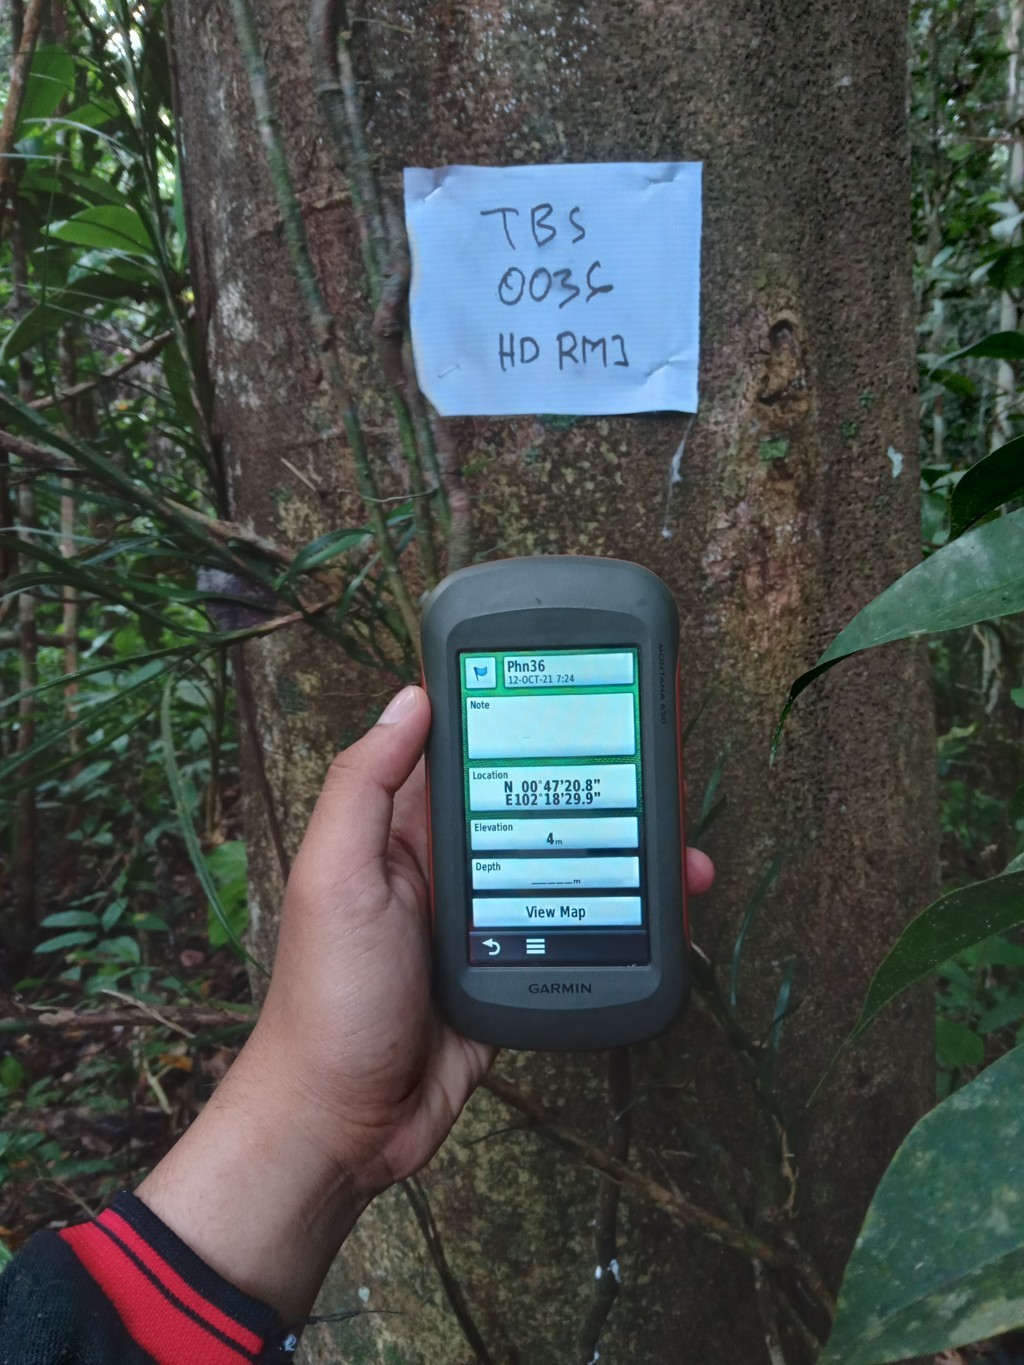 TBS
0036
HD RMJ
MONTANA 650
Phn36
12-OCT-21 7:24
Note
Location
N 00°47'20.8"
E102°18'29.9"
Elevation
4m
Depth
_____m
View Map
GARMIN